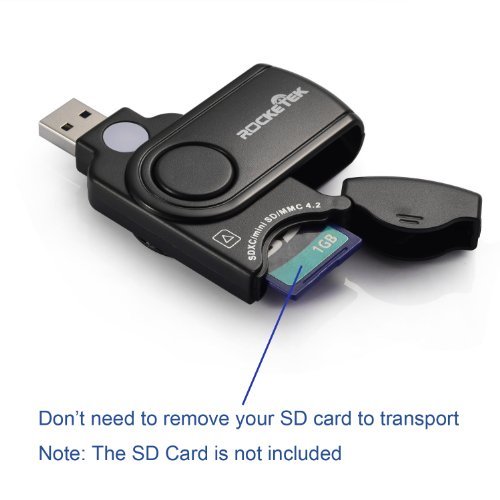 ROCKETEK
SDXC/mini SD/MMC 4.2
1GB
Don't need to remove your SD card to transport
Note: The SD Card is not included